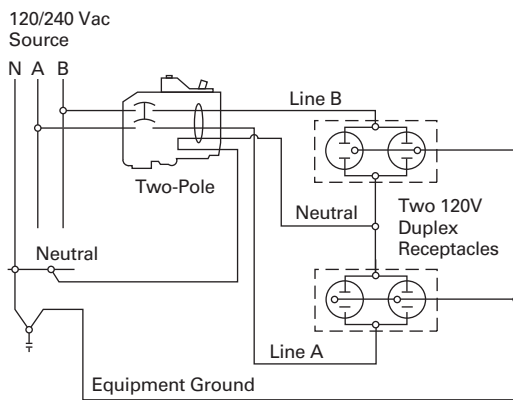 120/240 Vac
Source
N A B
Line B
Two-Pole
Neutral
Two 120V
Duplex
Receptacles
Neutral
Line A
Equipment Ground